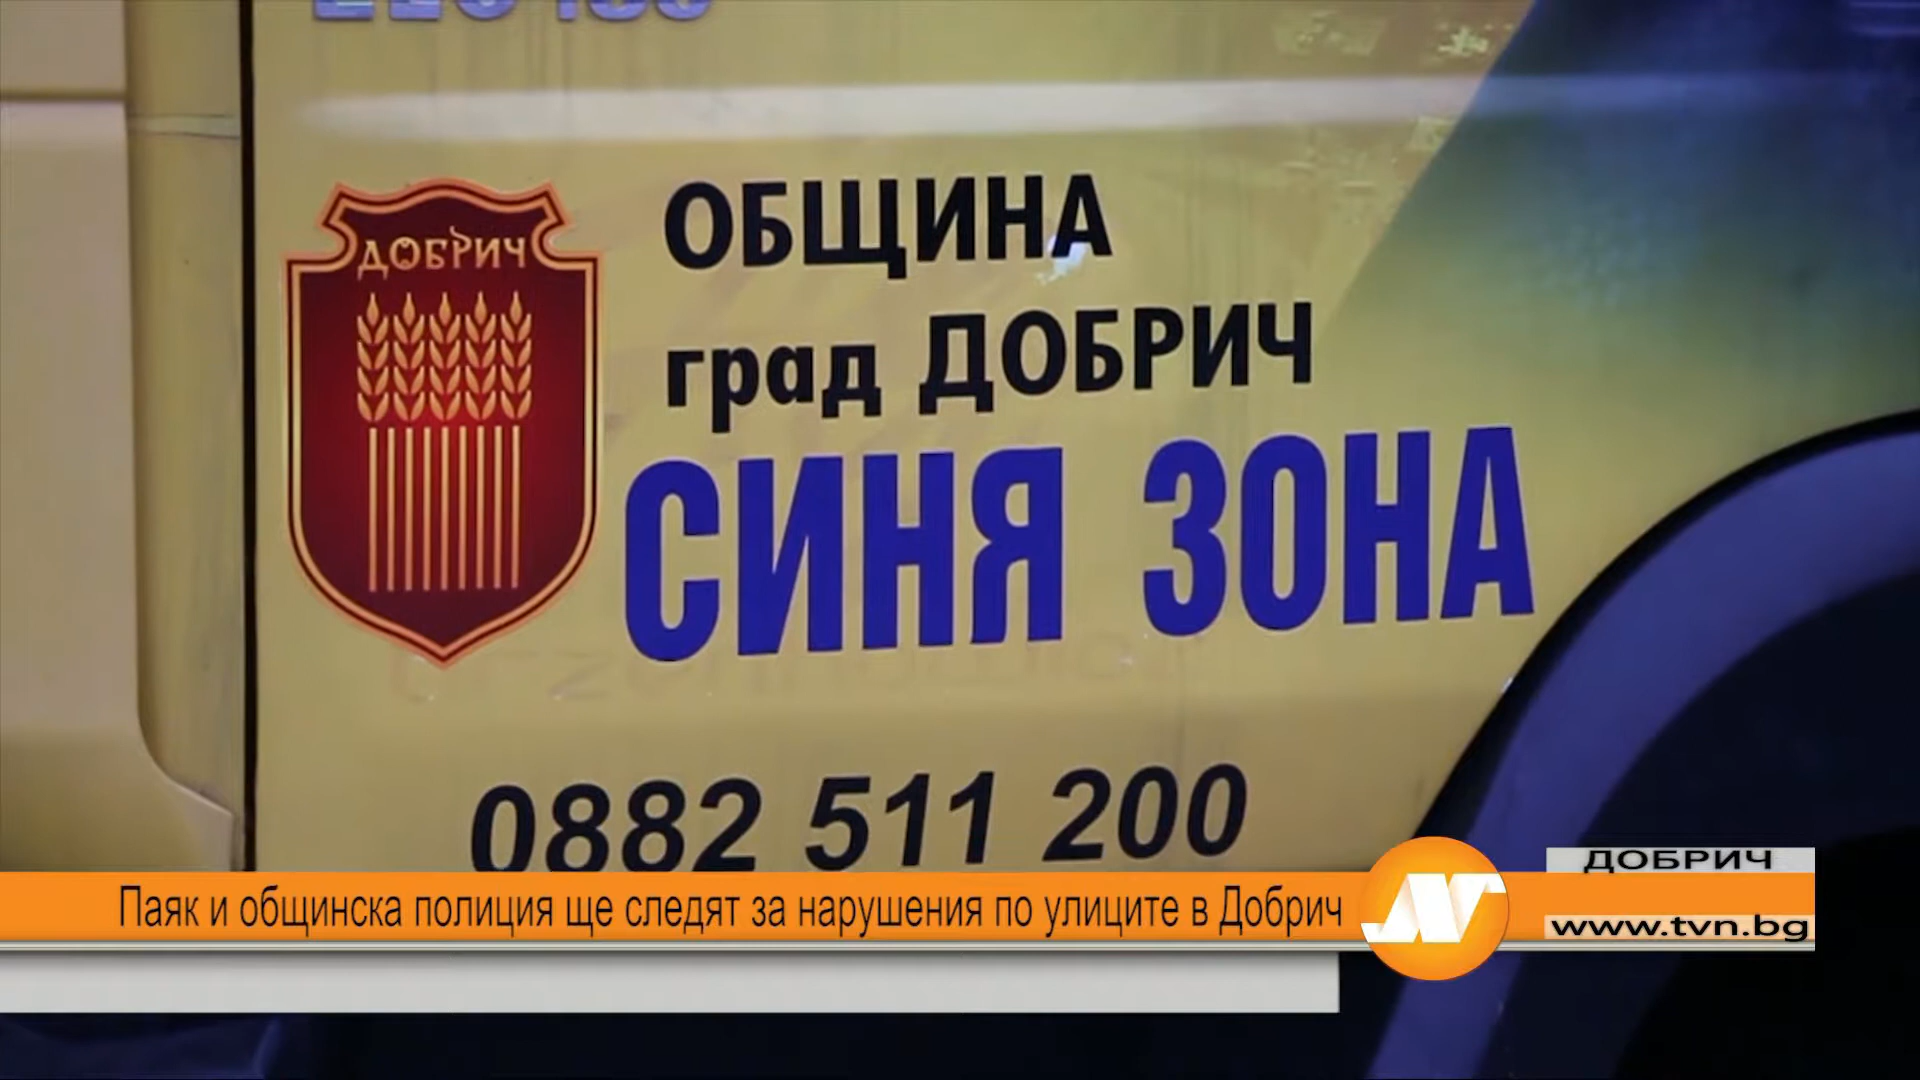 ДОБРИЧ
ОБЩИНА
град ДОБРИЧ
СИНЯ ЗОНА
0882 511 200
Паяк и общинска полиция ще следят за нарушения по улиците в Добрич
ДОБРИЧ
www.tvn.bg